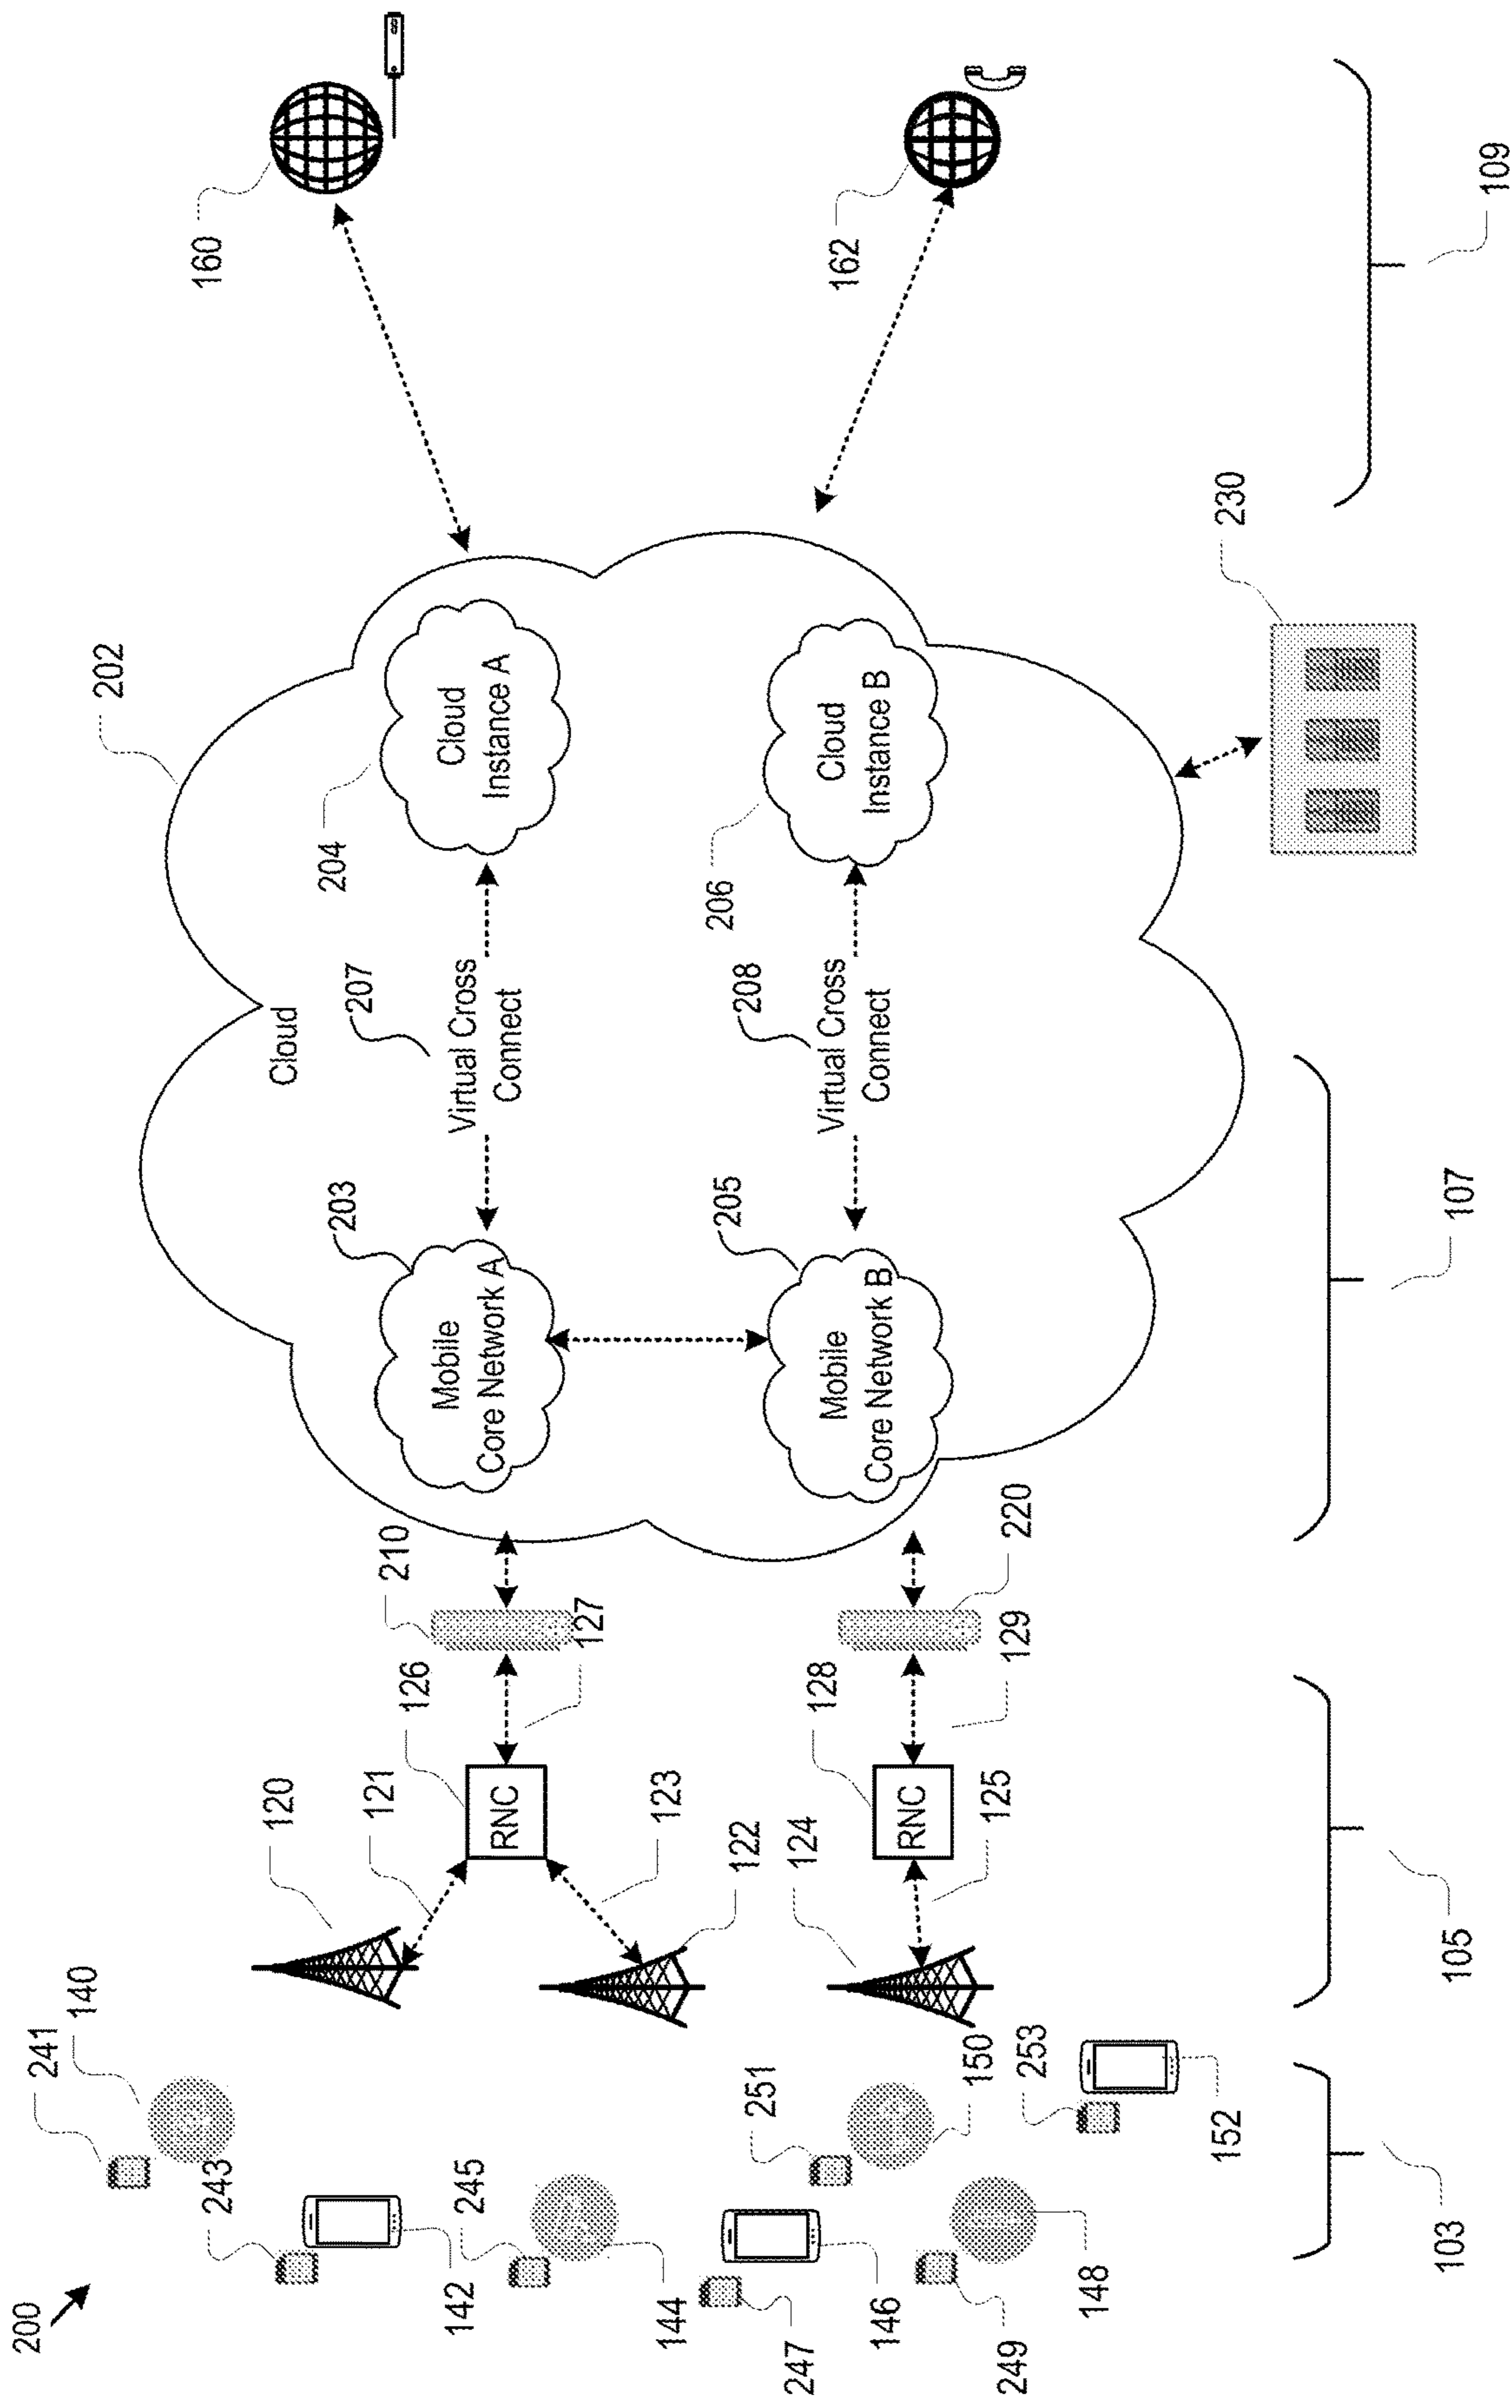 200
241
140
243
142
245
144
247
146
251
150
249
148
253
152
103
120
121
126
RNC
127
123
122
124
128
RNC
125
129
105
210
220
202
Cloud
203
Mobile
Core Network A
207
Virtual Cross
Connect
204
Cloud
Instance A
205
Mobile
Core Network B
208
Virtual Cross
Connect
206
Cloud
Instance B
107
230
160
162
109